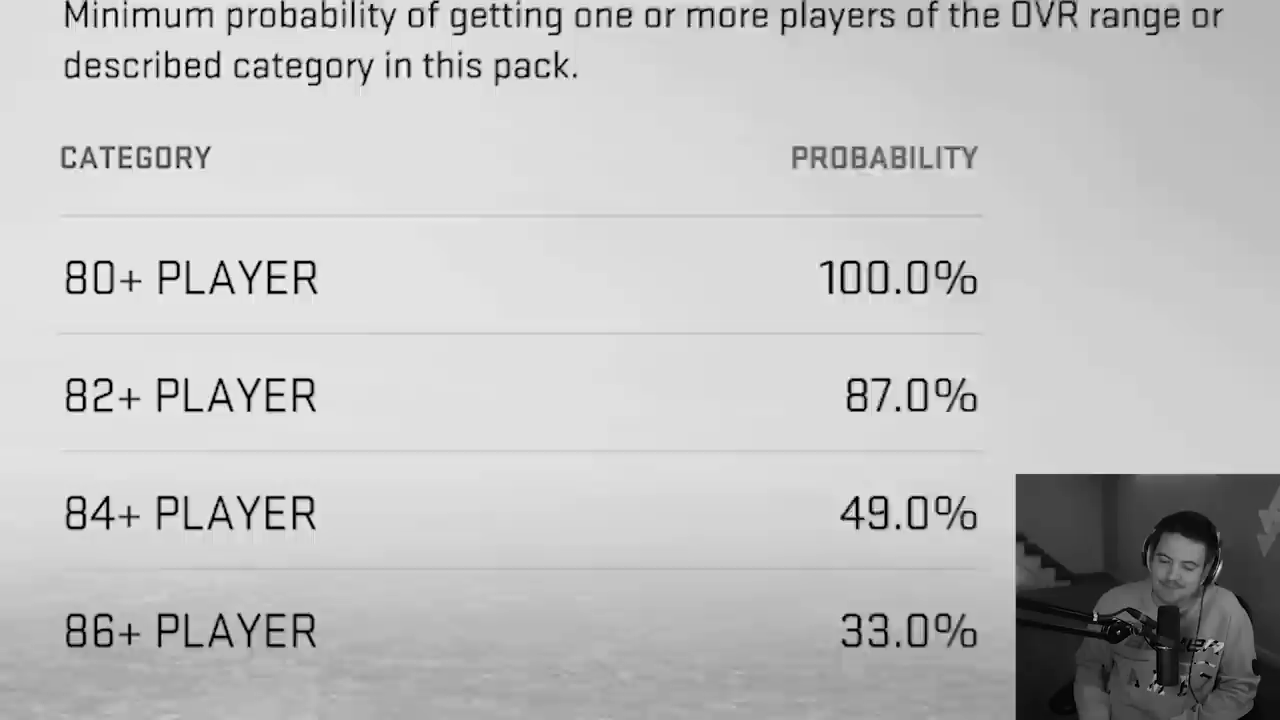 Minimum probability of getting one or more players of the OVR range or
described category in this pack.
CATEGORY PROBABILITY
80+ PLAYER 100.0%
82+ PLAYER 87.0%
84+ PLAYER 49.0%
86+ PLAYER 33.0%